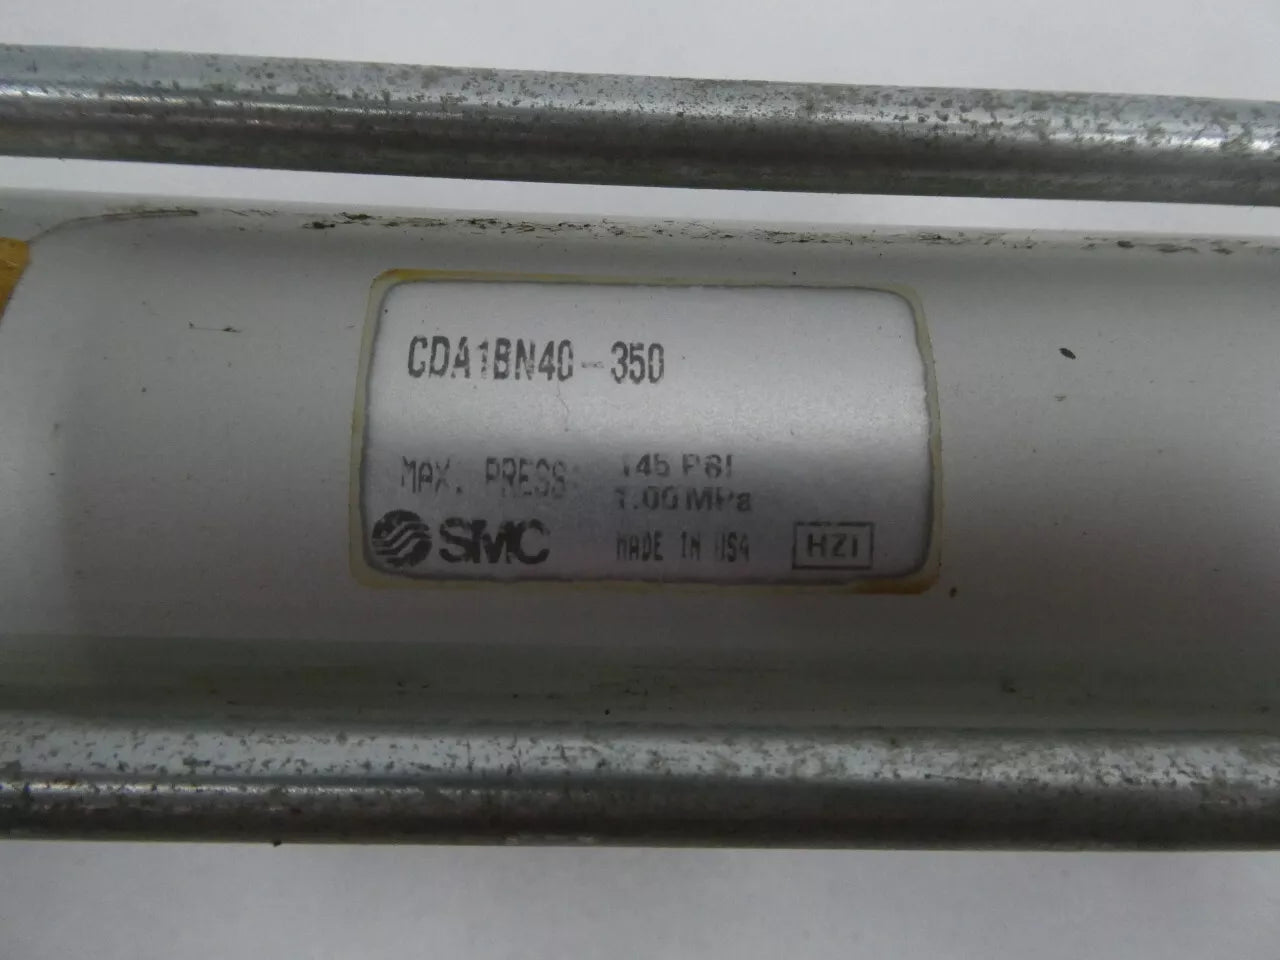 CDA1BN40-350
MAX. PRESS: 145 PSI
1.00 MPa
SMC MADE IN USA HZI